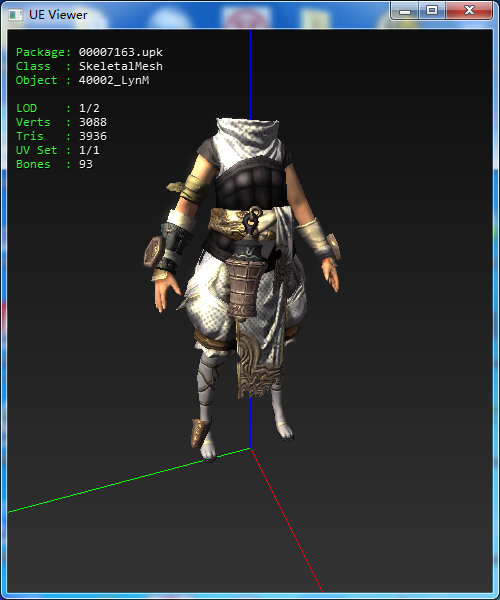 UE Viewer
Package: 00007163.upk
Class  : SkeletalMesh
Object : 40002_LynM
LOD    : 1/2
Verts  : 3088
Tris   : 3936
UV Set : 1/1
Bones  : 93